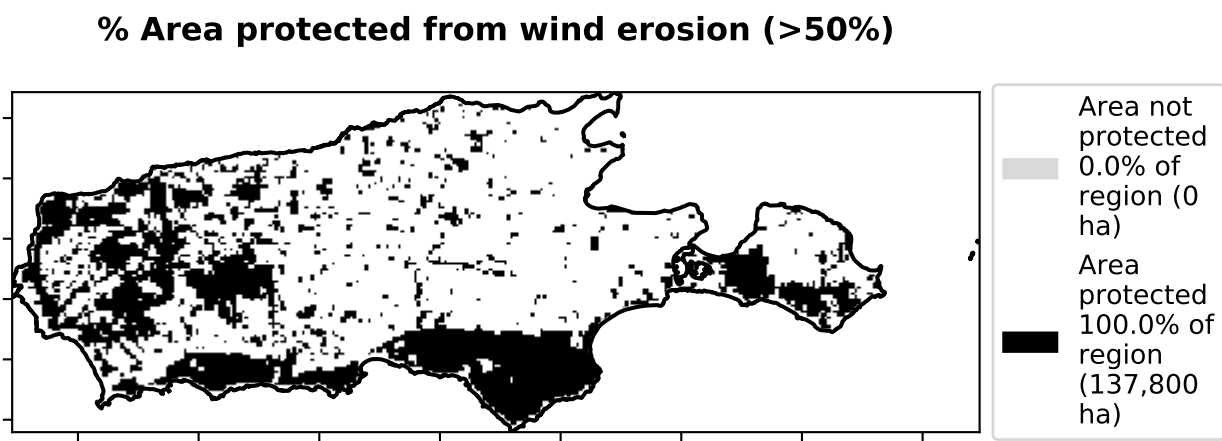 % Area protected from wind erosion (>50%)
Area not
protected
0.0% of
region (0
ha)
Area
protected
100.0% of
region
(137,800
ha)